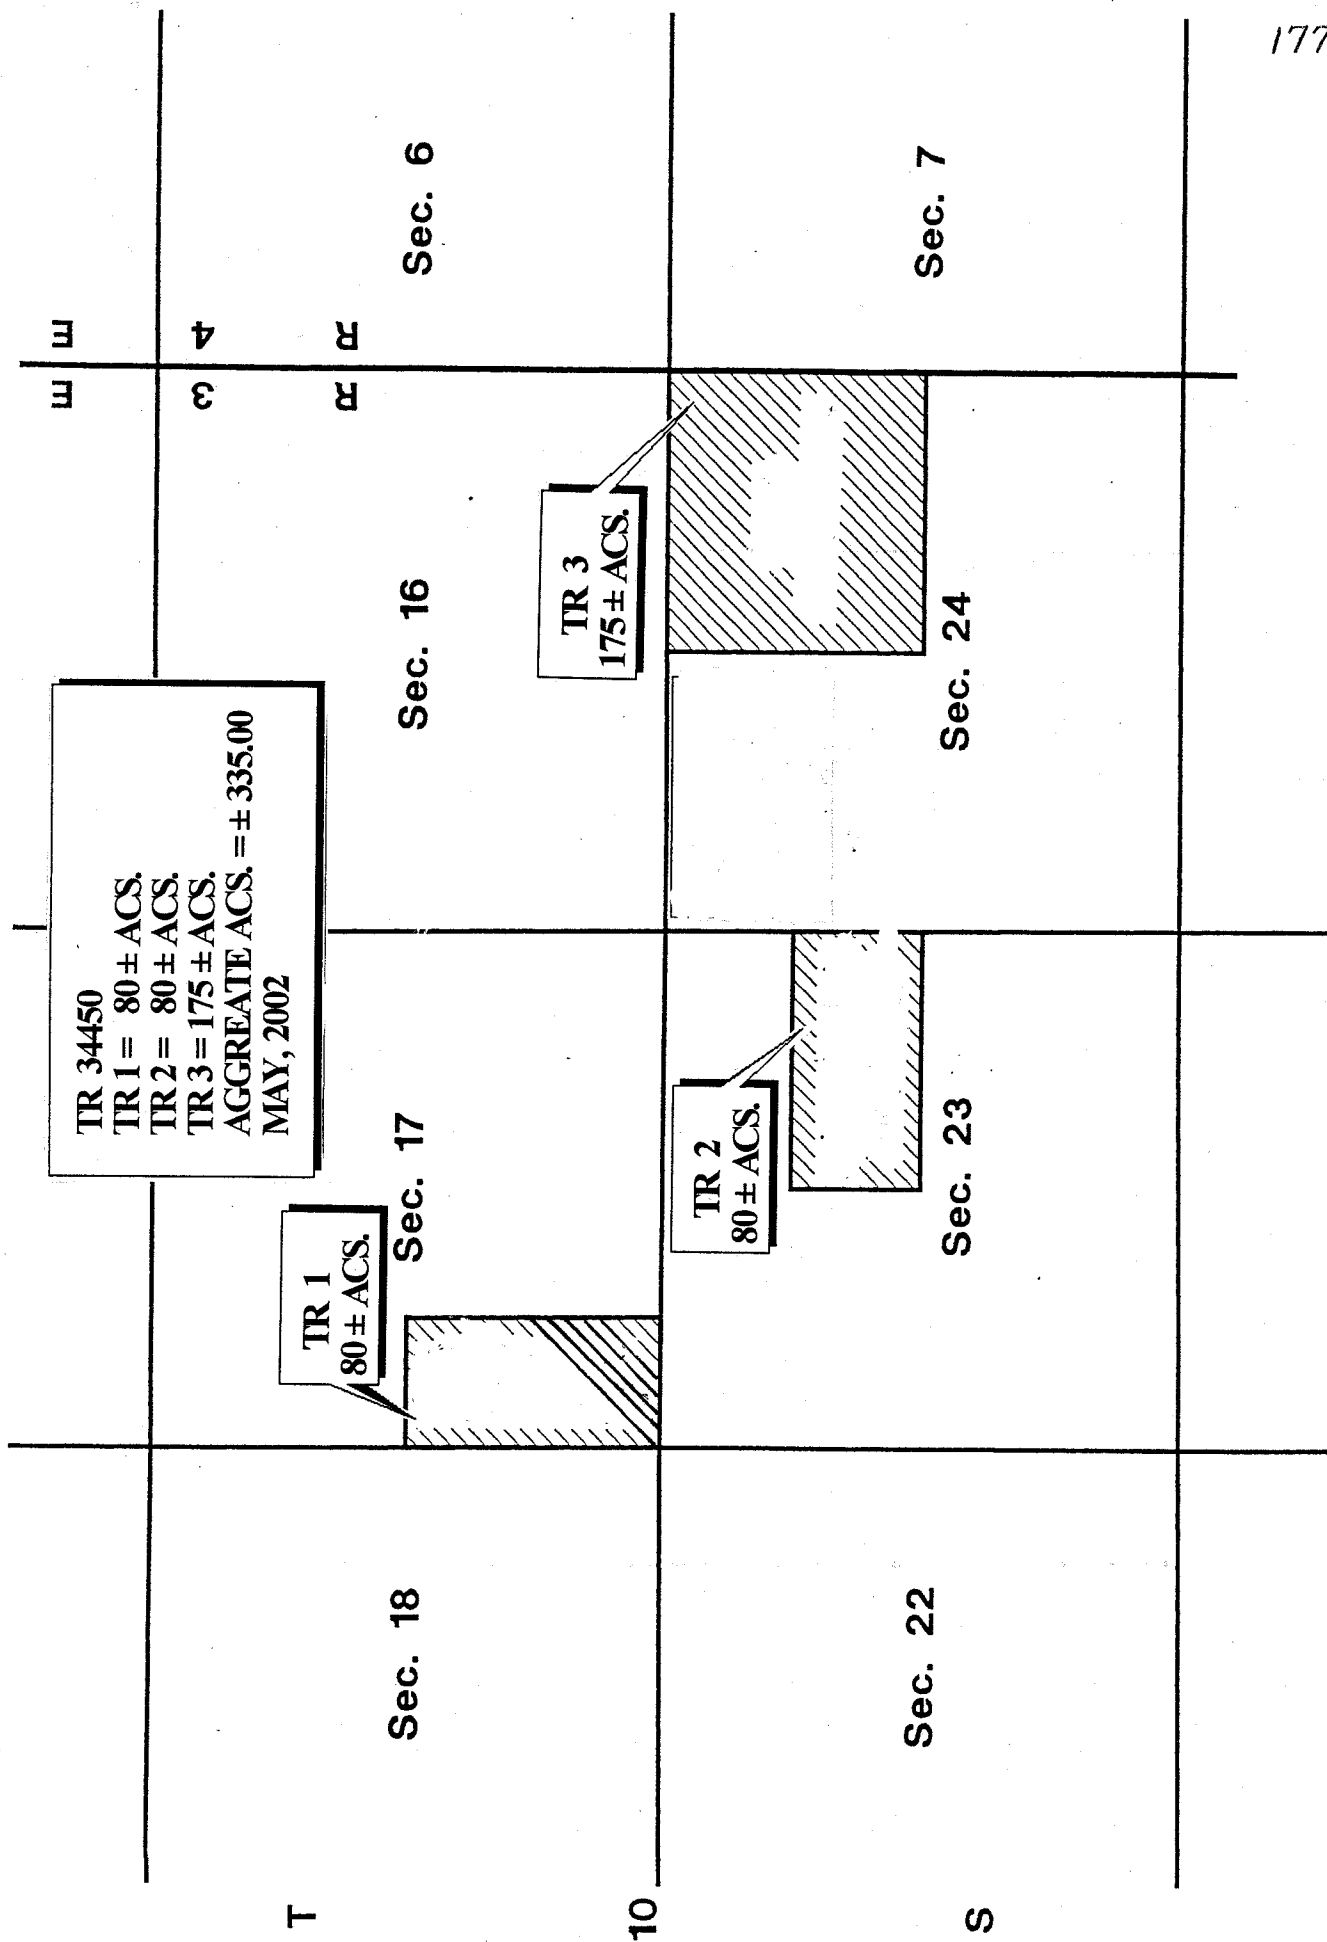 TR 34450
TR 1 = 80 ± ACS.
TR 2 = 80 ± ACS.
TR 3 = 175 ± ACS.
AGGREATE ACS. = ± 335.00
MAY, 2002
R 3 E
R 4 E
T
10
S
TR 1
80 ± ACS.
Sec. 18
Sec. 17
Sec. 16
Sec. 6
TR 3
175 ± ACS.
TR 2
80 ± ACS.
Sec. 22
Sec. 23
Sec. 24
Sec. 7
177